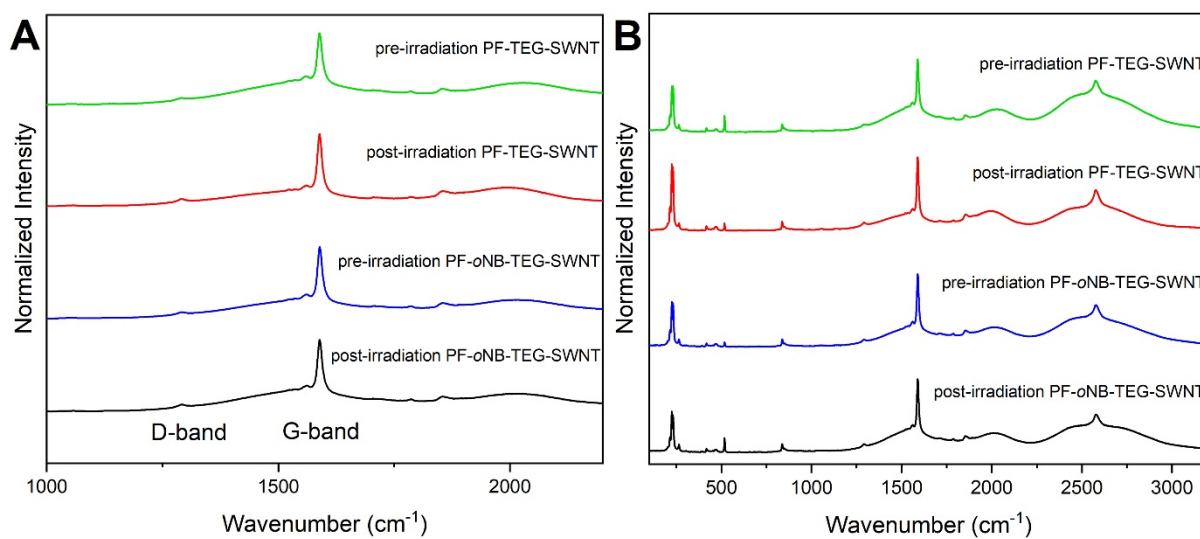 A
pre-irradiation PF-TEG-SWNT
post-irradiation PF-TEG-SWNT
pre-irradiation PF-oNB-TEG-SWNT
post-irradiation PF-oNB-TEG-SWNT
D-band
G-band
Normalized Intensity
1000
1500
2000
Wavenumber (cm⁻¹)
B
pre-irradiation PF-TEG-SWNT
post-irradiation PF-TEG-SWNT
pre-irradiation PF-oNB-TEG-SWNT
post-irradiation PF-oNB-TEG-SWNT
Normalized Intensity
500
1000
1500
2000
2500
3000
Wavenumber (cm⁻¹)